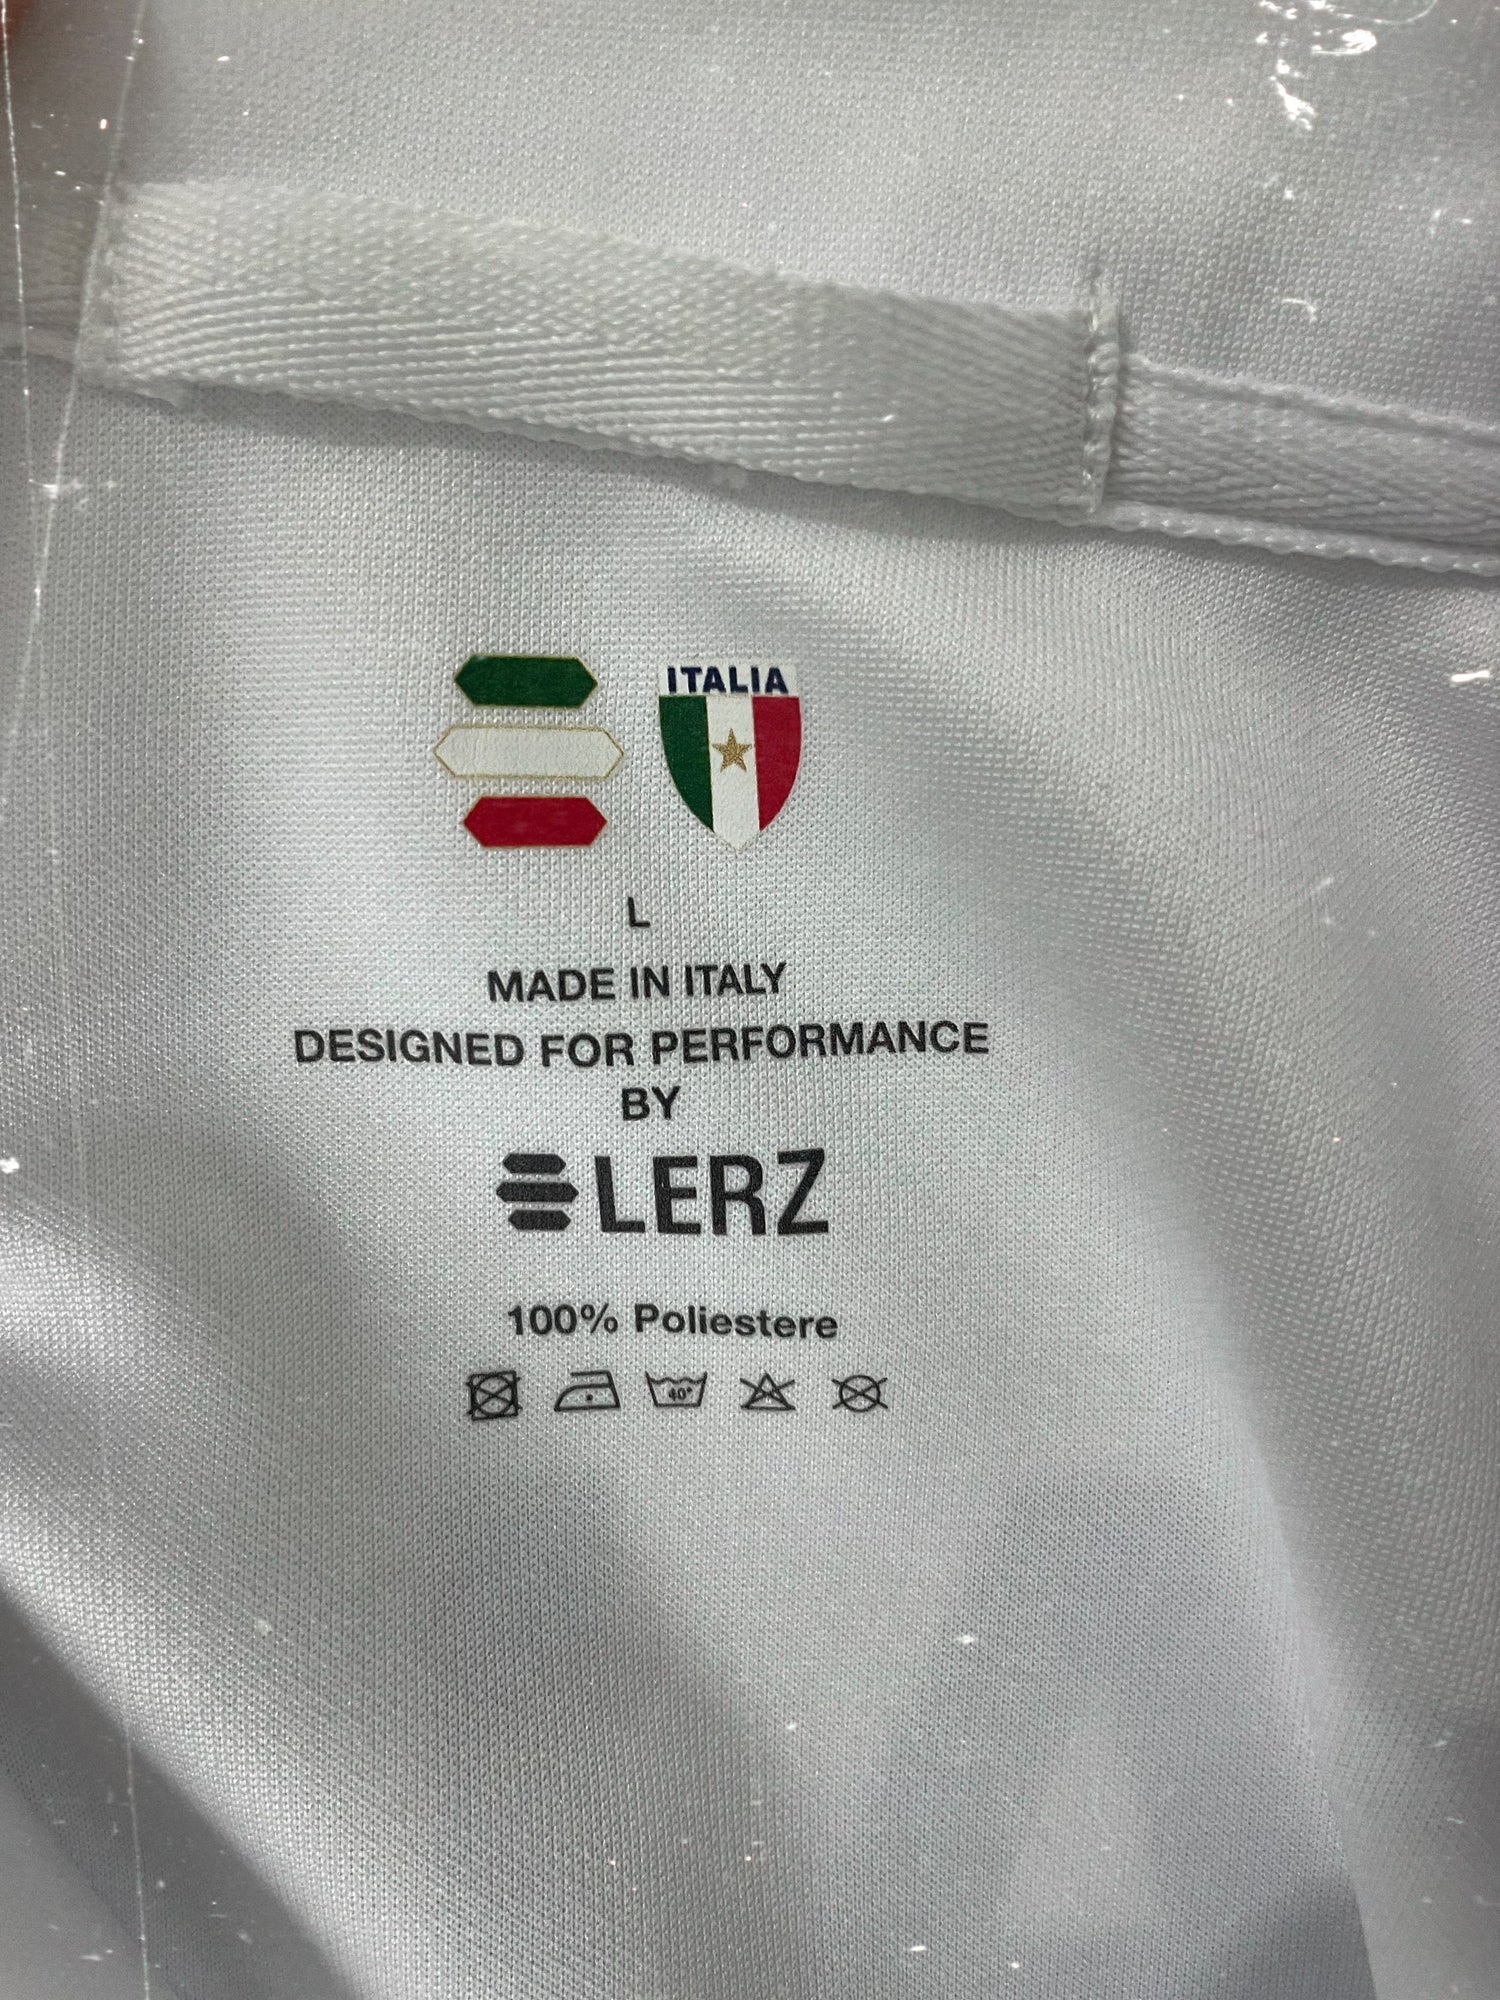 ITALIA
L
MADE IN ITALY
DESIGNED FOR PERFORMANCE
BY
LERZ
100% Poliestere
40°